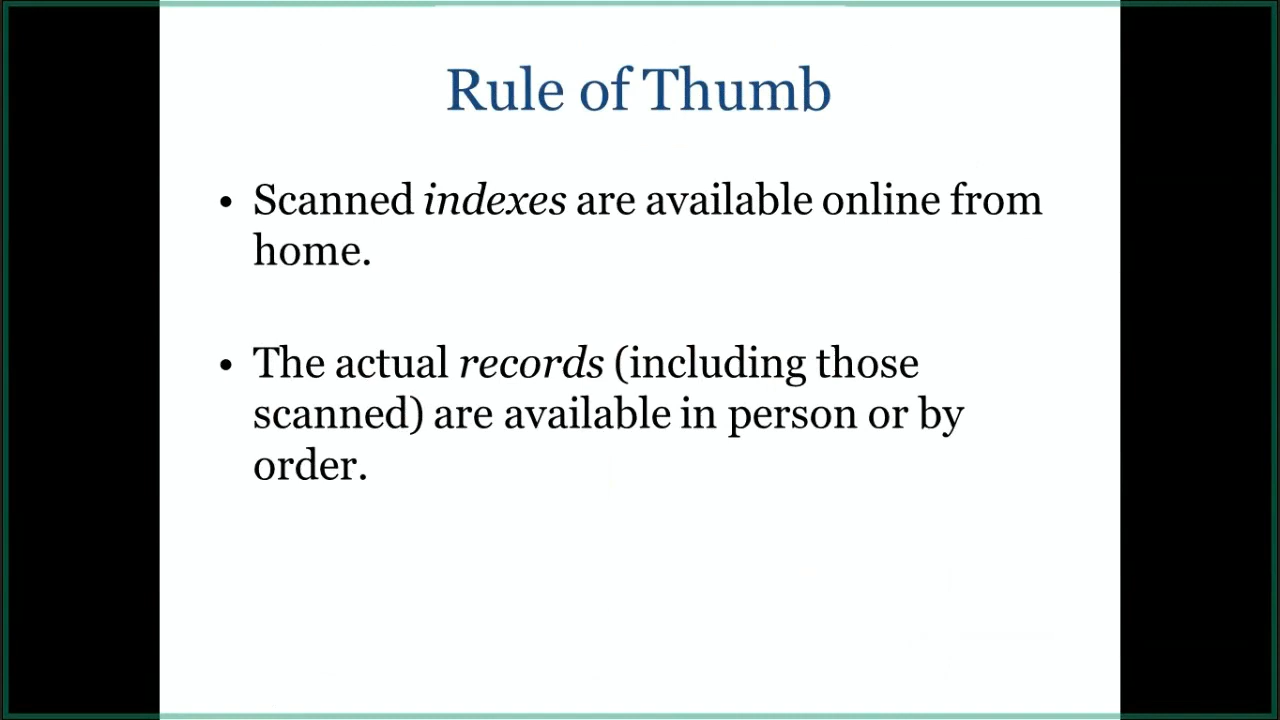 Rule of Thumb
• Scanned indexes are available online from
home.
• The actual records (including those
scanned) are available in person or by
order.